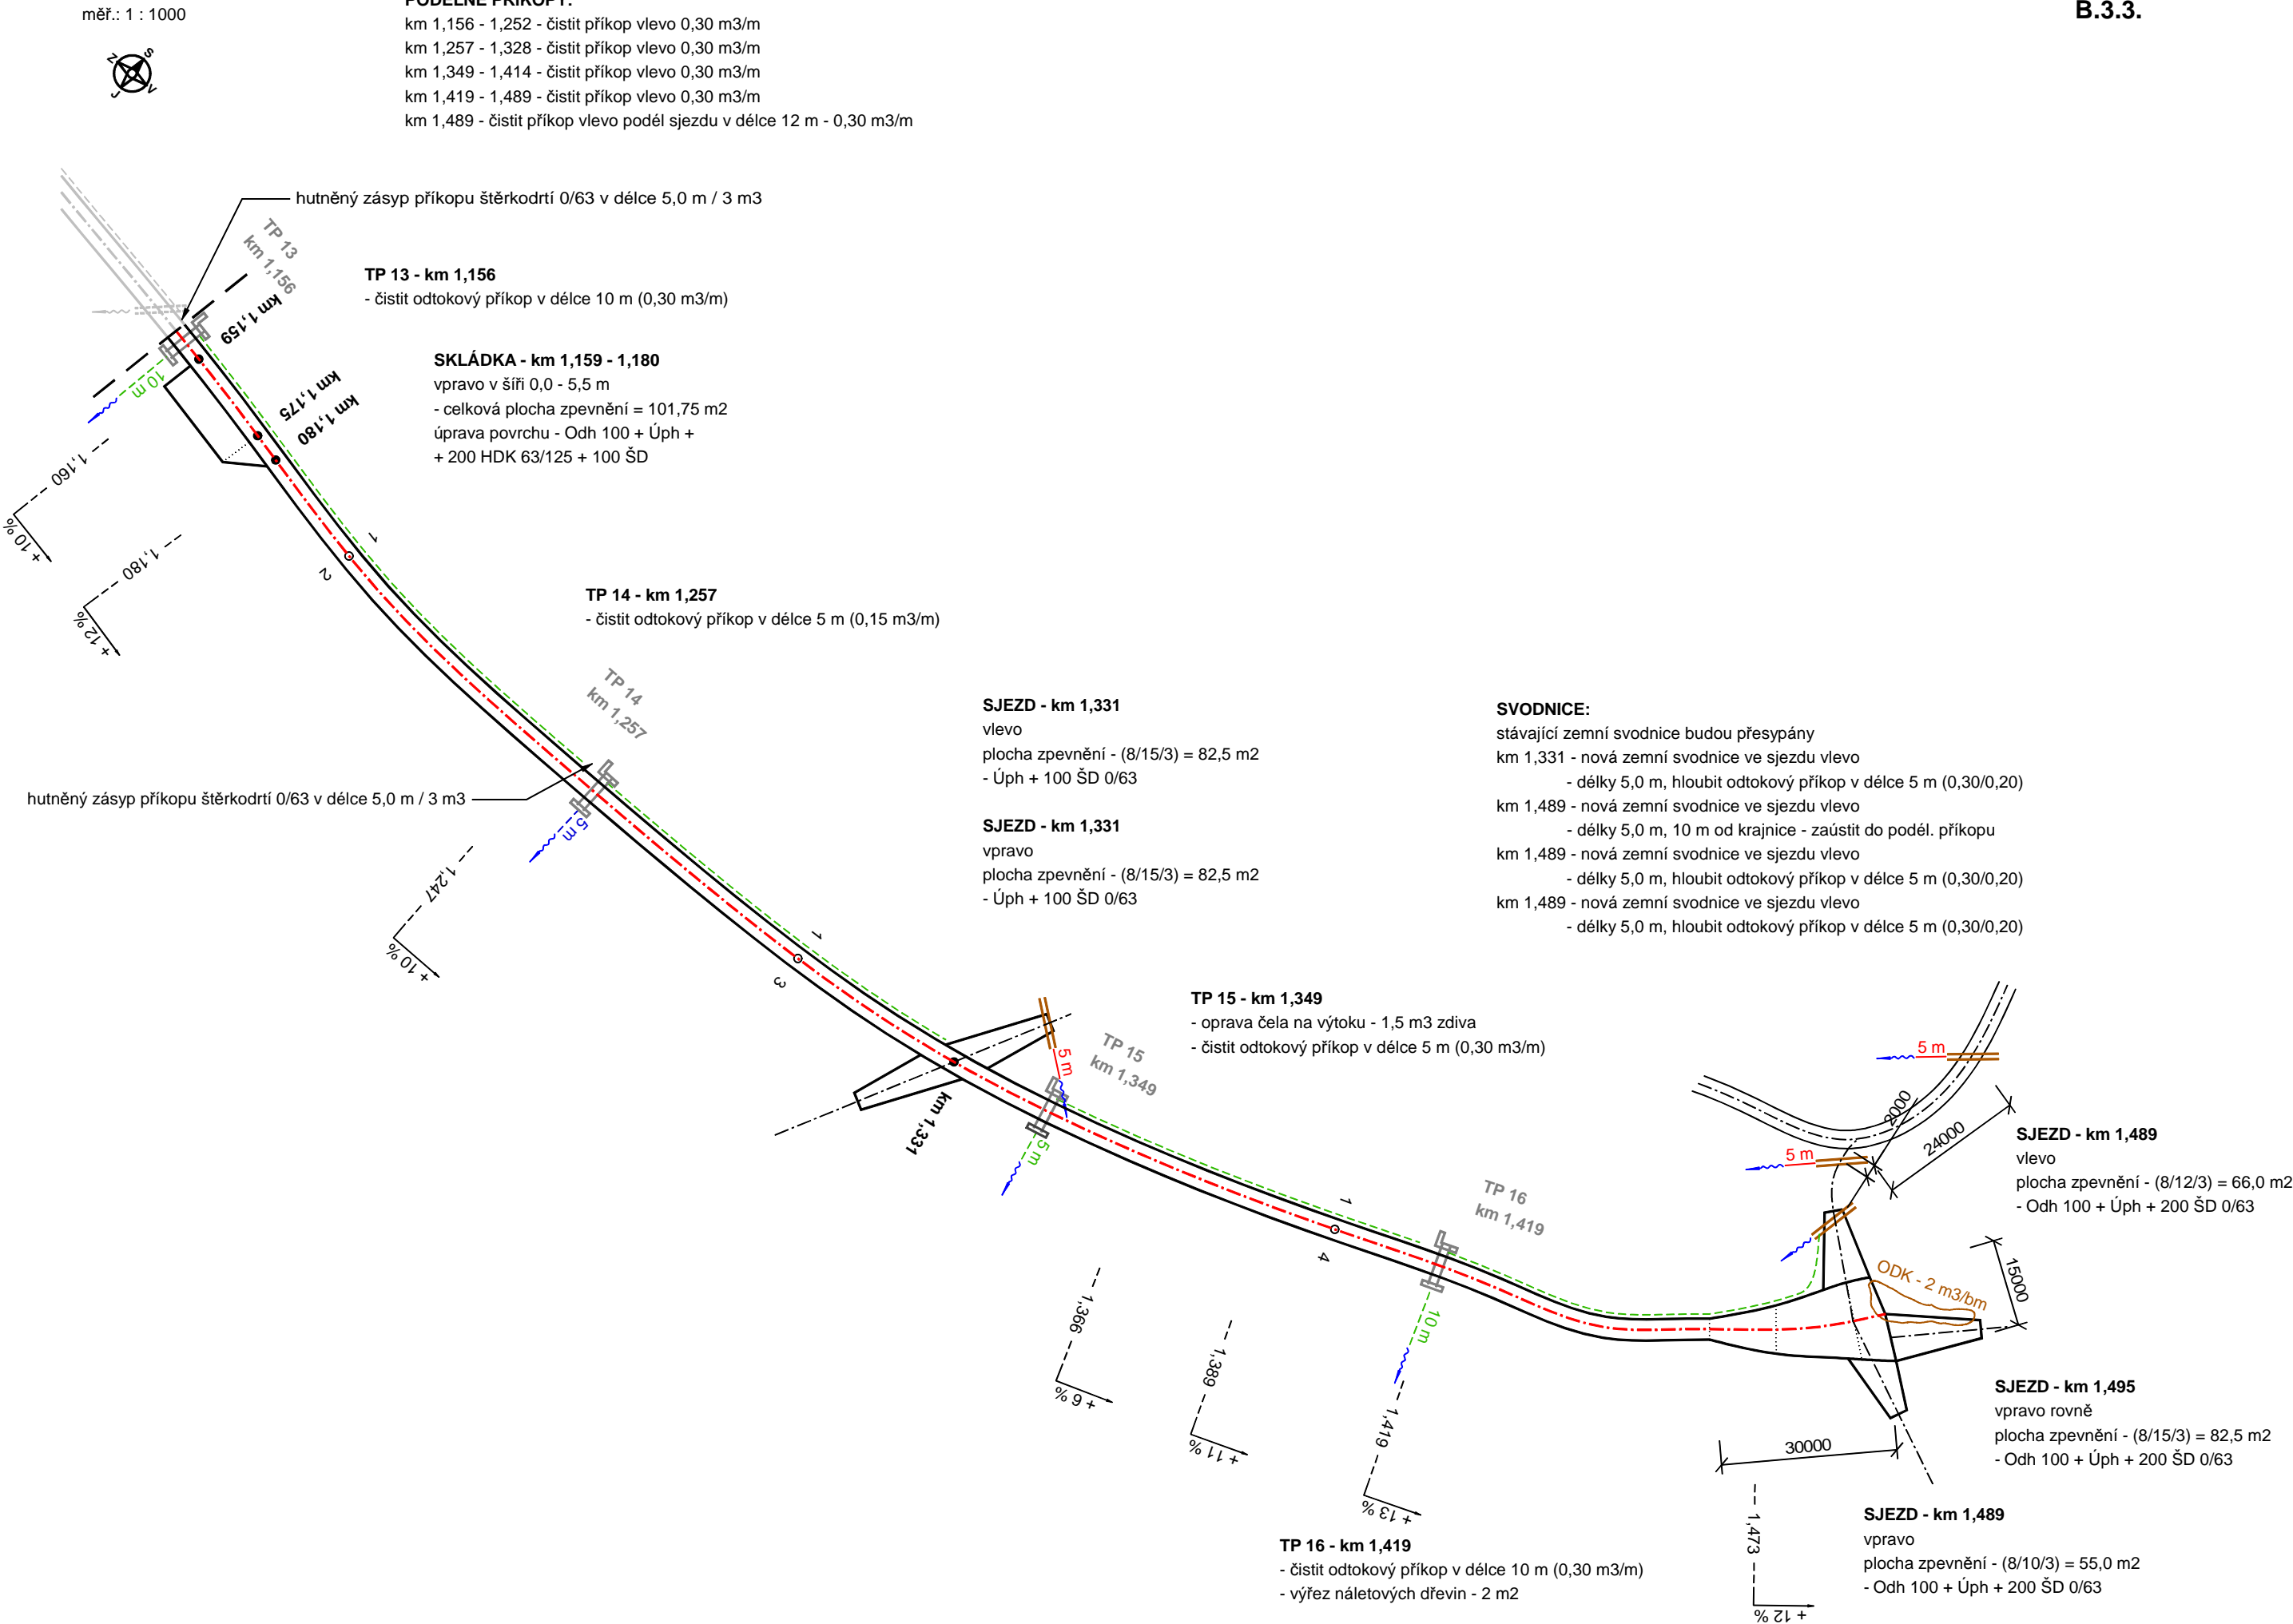 měř.: 1 : 1000
B.3.3.
S
Z
J
V
PODÉLNÉ PŘÍKOPY:
km 1,156 - 1,252 - čistit příkop vlevo 0,30 m3/m
km 1,257 - 1,328 - čistit příkop vlevo 0,30 m3/m
km 1,349 - 1,414 - čistit příkop vlevo 0,30 m3/m
km 1,419 - 1,489 - čistit příkop vlevo 0,30 m3/m
km 1,489 - čistit příkop vlevo podél sjezdu v délce 12 m - 0,30 m3/m
hutněný zásyp příkopu štěrkodrtí 0/63 v délce 5,0 m / 3 m3
TP 13
km 1,156
km 1,159
km 1,175
km 1,180
10 m
TP 13 - km 1,156
- čistit odtokový příkop v délce 10 m (0,30 m3/m)
SKLÁDKA - km 1,159 - 1,180
vpravo v šíři 0,0 - 5,5 m
- celková plocha zpevnění = 101,75 m2
úprava povrchu - Odh 100 + Úph +
+ 200 HDK 63/125 + 100 ŠD
1,160
+ 10 %
1,180
+ 12 %
1
2
TP 14 - km 1,257
- čistit odtokový příkop v délce 5 m (0,15 m3/m)
TP 14
km 1,257
hutněný zásyp příkopu štěrkodrtí 0/63 v délce 5,0 m / 3 m3
5 m
1,247
+ 10 %
SJEZD - km 1,331
vlevo
plocha zpevnění - (8/15/3) = 82,5 m2
- Úph + 100 ŠD 0/63
SJEZD - km 1,331
vpravo
plocha zpevnění - (8/15/3) = 82,5 m2
- Úph + 100 ŠD 0/63
SVODNICE:
stávající zemní svodnice budou přesypány
km 1,331 - nová zemní svodnice ve sjezdu vlevo
- délky 5,0 m, hloubit odtokový příkop v délce 5 m (0,30/0,20)
km 1,489 - nová zemní svodnice ve sjezdu vlevo
- délky 5,0 m, 10 m od krajnice - zaústit do podél. příkopu
km 1,489 - nová zemní svodnice ve sjezdu vlevo
- délky 5,0 m, hloubit odtokový příkop v délce 5 m (0,30/0,20)
km 1,489 - nová zemní svodnice ve sjezdu vlevo
- délky 5,0 m, hloubit odtokový příkop v délce 5 m (0,30/0,20)
1
3
TP 15 - km 1,349
- oprava čela na výtoku - 1,5 m3 zdiva
- čistit odtokový příkop v délce 5 m (0,30 m3/m)
TP 15
km 1,349
5 m
5 m
km 1,331
1
4
TP 16
km 1,419
10 m
1,366
+ 6 %
1,389
+ 11 %
1,419
+ 13 %
TP 16 - km 1,419
- čistit odtokový příkop v délce 10 m (0,30 m3/m)
- výřez náletových dřevin - 2 m2
5 m
5 m
2000
24000
SJEZD - km 1,489
vlevo
plocha zpevnění - (8/12/3) = 66,0 m2
- Odh 100 + Úph + 200 ŠD 0/63
ODK - 2 m3/bm
15000
30000
SJEZD - km 1,495
vpravo rovně
plocha zpevnění - (8/15/3) = 82,5 m2
- Odh 100 + Úph + 200 ŠD 0/63
SJEZD - km 1,489
vpravo
plocha zpevnění - (8/10/3) = 55,0 m2
- Odh 100 + Úph + 200 ŠD 0/63
1,473
+ 12 %